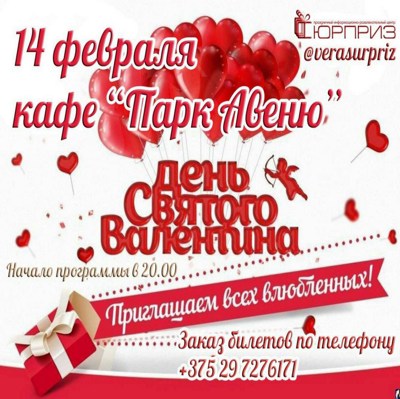 14 февраля
кафе “Парк Авеню”
СЮРПРИЗ
@verasurpriz
день
Святого
Валентина
Начало программы в 20.00
Приглашаем всех влюбленных!
Заказ билетов по телефону
+375 29 7276171